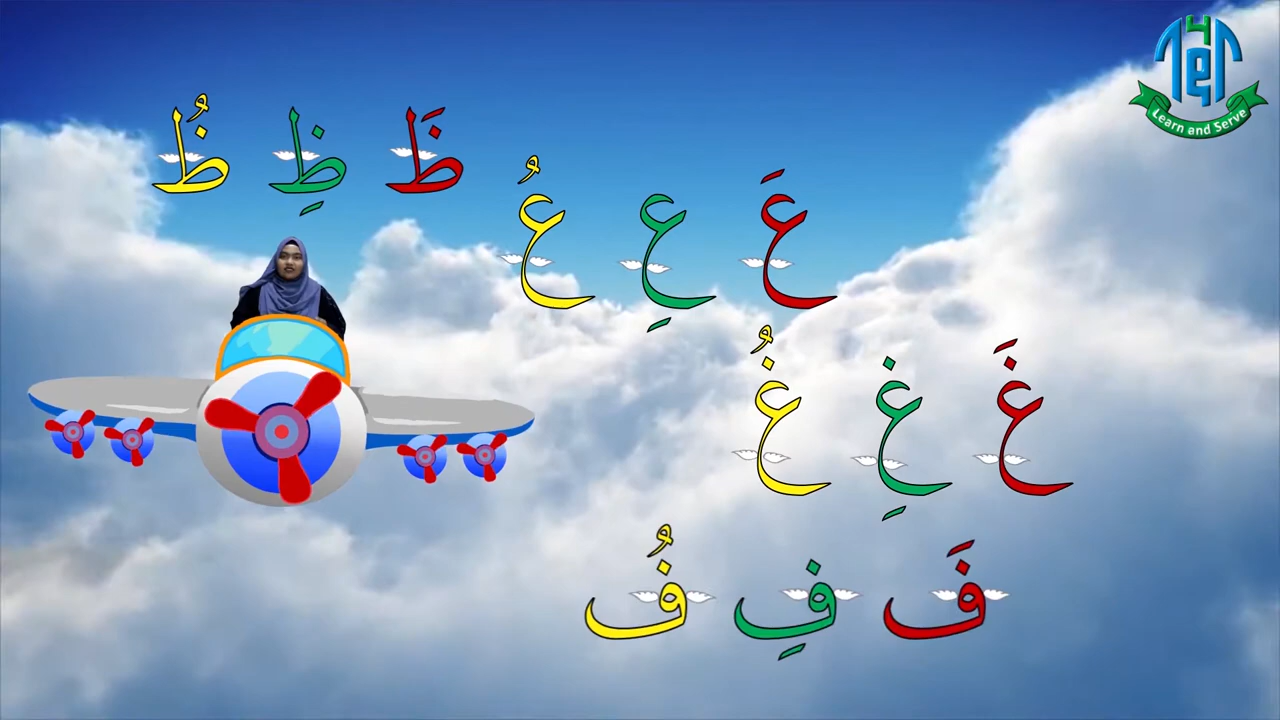 ظَ ظِ ظُ
عَ عِ عُ
غَ غِ غُ
فَ فِ فُ
Learn and Serve